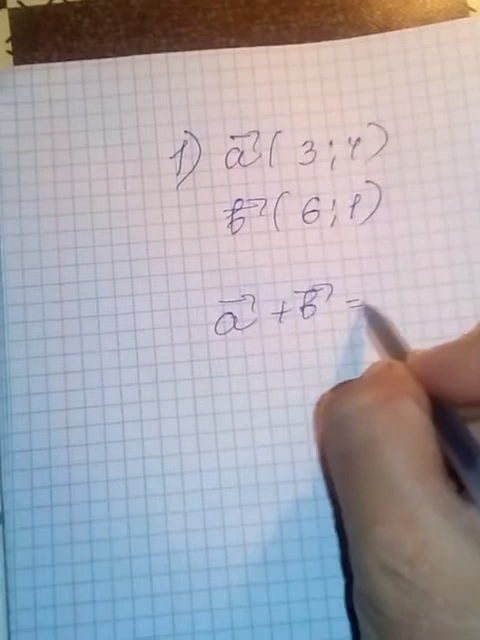 1) a⃗ ( 3 ; 4 )
b⃗ ( 6 ; 1 )
a⃗ + b⃗ =